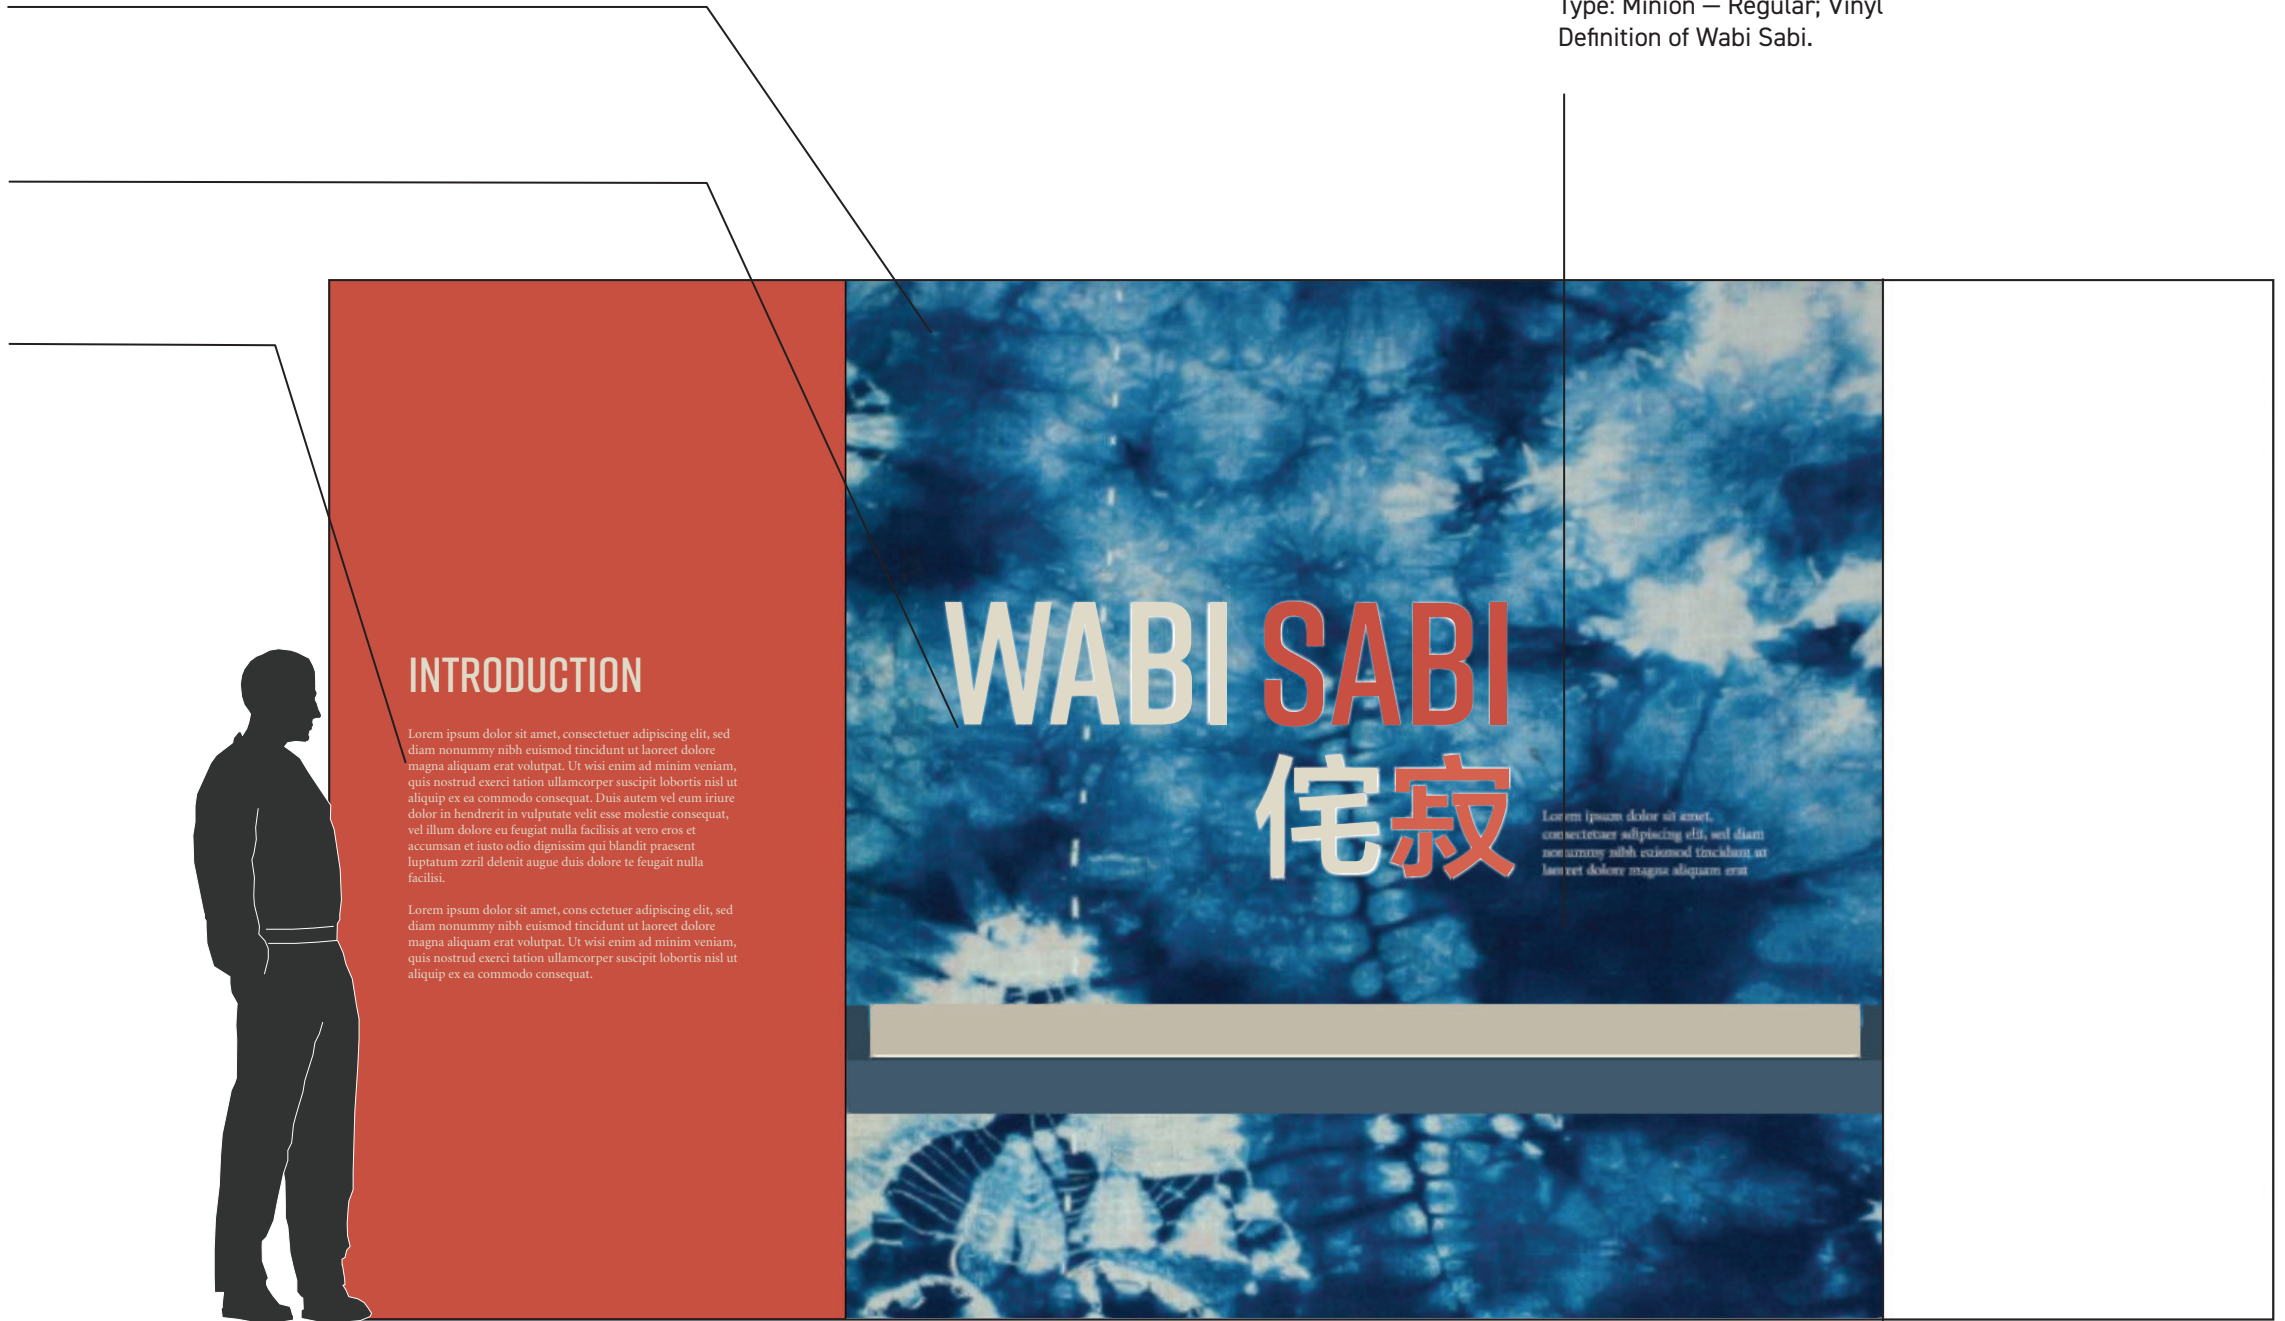 Type: Minion — Regular; Vinyl
Definition of Wabi Sabi.
INTRODUCTION
Lorem ipsum dolor sit amet, consectetuer adipiscing elit, sed
diam nonummy nibh euismod tincidunt ut laoreet dolore
magna aliquam erat volutpat. Ut wisi enim ad minim veniam,
quis nostrud exerci tation ullamcorper suscipit lobortis nisl ut
aliquip ex ea commodo consequat. Duis autem vel eum iriure
dolor in hendrerit in vulputate velit esse molestie consequat,
vel illum dolore eu feugiat nulla facilisis at vero eros et
accumsan et iusto odio dignissim qui blandit praesent
luptatum zzril delenit augue duis dolore te feugait nulla
facilisi.
Lorem ipsum dolor sit amet, cons ectetuer adipiscing elit, sed
diam nonummy nibh euismod tincidunt ut laoreet dolore
magna aliquam erat volutpat. Ut wisi enim ad minim veniam,
quis nostrud exerci tation ullamcorper suscipit lobortis nisl ut
aliquip ex ea commodo consequat.
WABI SABI
侘寂
Lorem ipsum dolor sit amet,
consectetuer adipiscing elit, sed diam
nonummy nibh euismod tincidunt ut
laoreet dolore magna aliquam erat